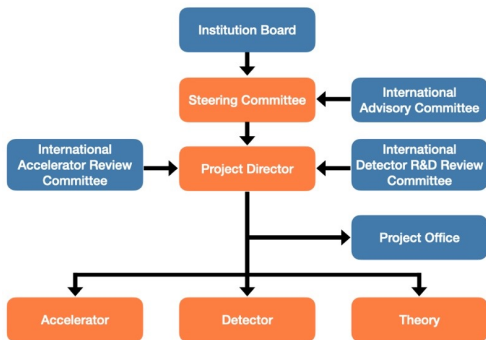 Institution Board
Steering Committee
International
Advisory Committee
International
Accelerator Review
Committee
Project Director
International
Detector R&D Review
Committee
Project Office
Accelerator
Detector
Theory